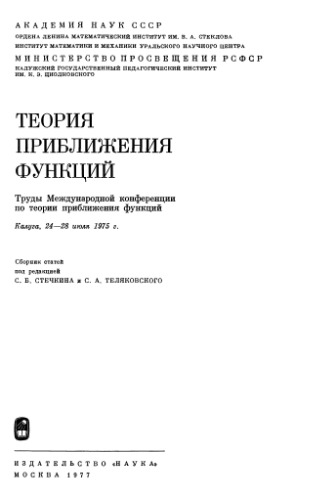 АКАДЕМИЯ НАУК СССР
ОРДЕНА ЛЕНИНА МАТЕМАТИЧЕСКИЙ ИНСТИТУТ ИМ. В. А. СТЕКЛОВА
ИНСТИТУТ МАТЕМАТИКИ И МЕХАНИКИ УРАЛЬСКОГО НАУЧНОГО ЦЕНТРА
МИНИСТЕРСТВО ПРОСВЕЩЕНИЯ РСФСР
КАЛУЖСКИЙ ГОСУДАРСТВЕННЫЙ ПЕДАГОГИЧЕСКИЙ ИНСТИТУТ
ИМ. К. Э. ЦИОЛКОВСКОГО
ТЕОРИЯ
ПРИБЛИЖЕНИЯ
ФУНКЦИЙ
Труды Международной конференции
по теории приближения функций
Калуга, 24—28 июля 1975 г.
Сборник статей
под редакцией
С. Б. СТЕЧКИНА и С. А. ТЕЛЯКОВСКОГО
ИЗДАТЕЛЬСТВО «НАУКА»
МОСКВА 1977